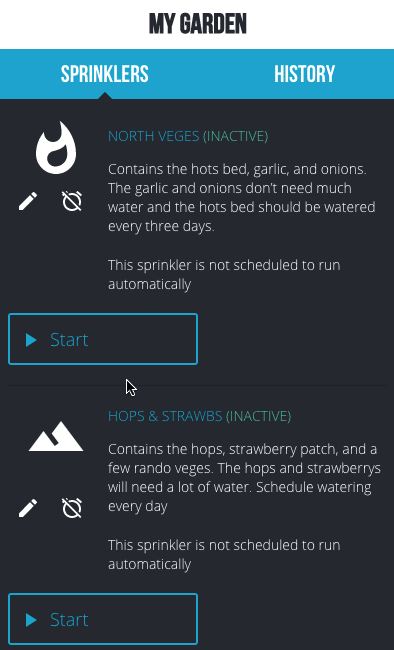 MY GARDEN
SPRINKLERS
HISTORY
NORTH VEGES (INACTIVE)
Contains the hots bed, garlic, and onions.
The garlic and onions don't need much
water and the hots bed should be watered
every three days.
This sprinkler is not scheduled to run
automatically
Start
HOPS & STRAWBS (INACTIVE)
Contains the hops, strawberry patch, and a
few rando veges. The hops and strawberrys
will need a lot of water. Schedule watering
every day
This sprinkler is not scheduled to run
automatically
Start